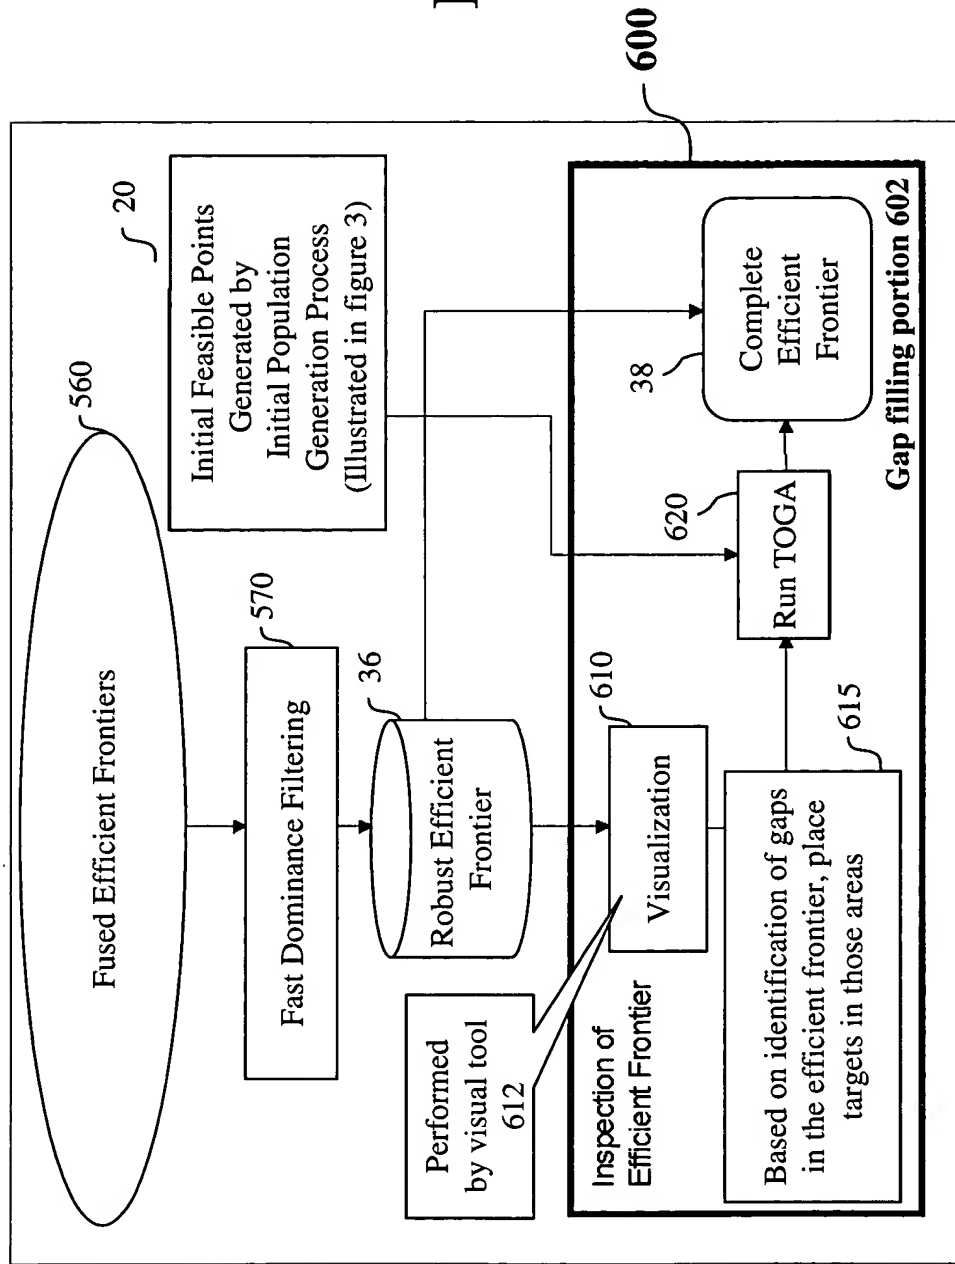 Fused Efficient Frontiers
560
20
Initial Feasible Points
Generated by
Initial Population
Generation Process
(Illustrated in figure 3)
Fast Dominance Filtering
570
Robust Efficient
Frontier
36
600
Performed
by visual tool
612
Inspection of
Efficient Frontier
Visualization
610
Based on identification of gaps
in the efficient frontier, place
targets in those areas
615
Run TOGA
620
Complete
Efficient
Frontier
38
Gap filling portion 602